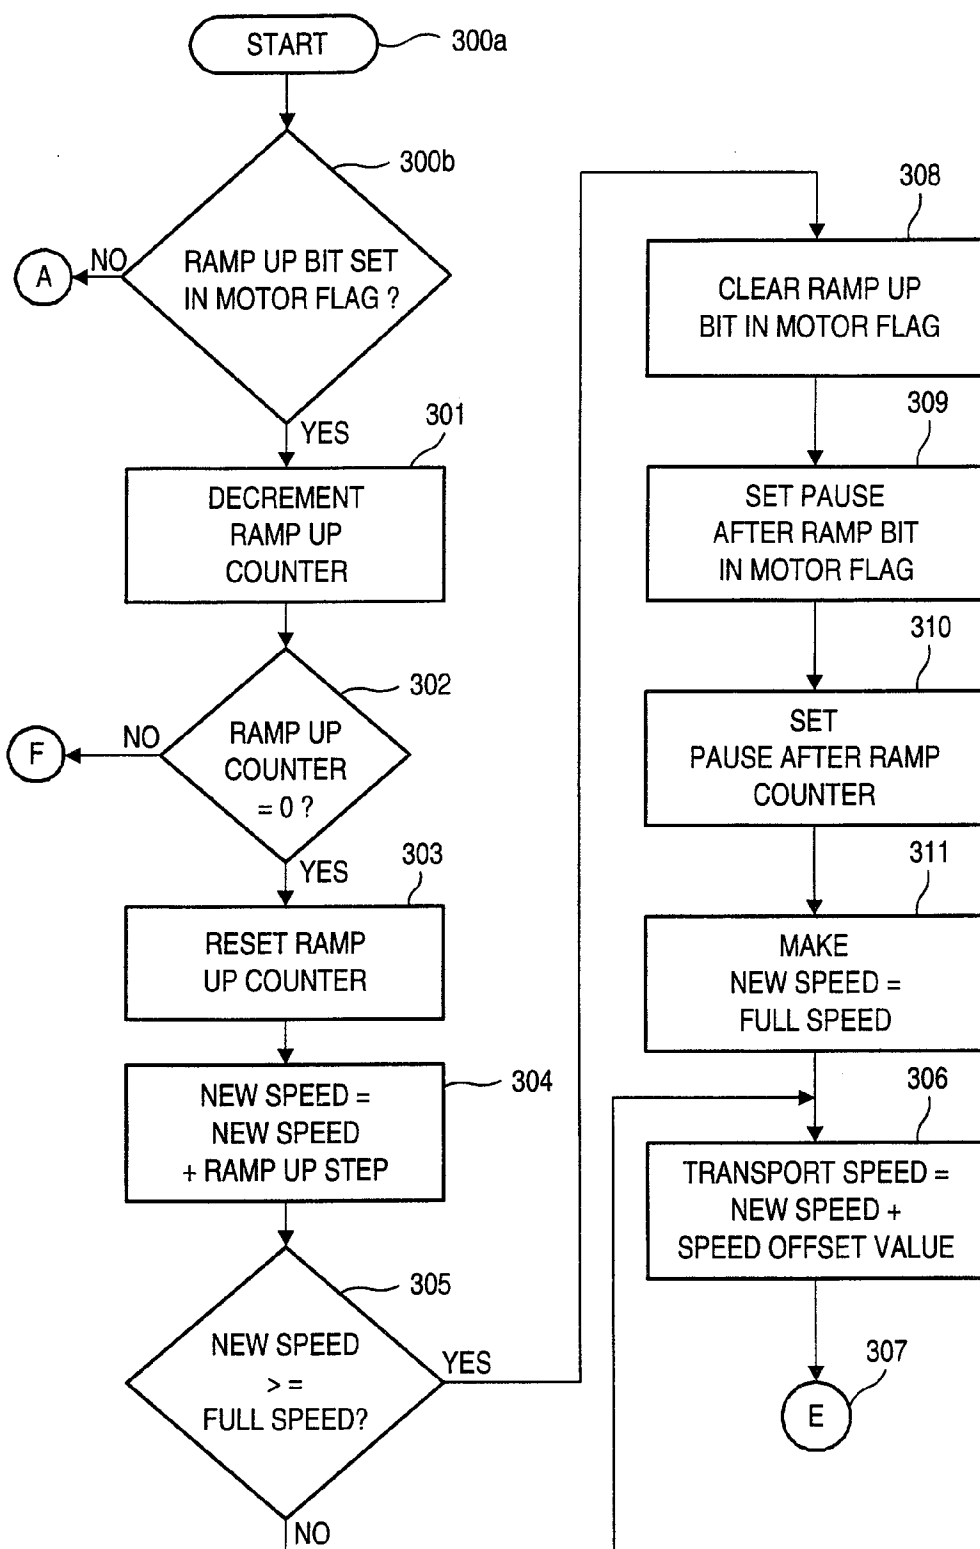 START
300a
300b
RAMP UP BIT SET
IN MOTOR FLAG ?
NO
A
YES
301
DECREMENT
RAMP UP
COUNTER
302
RAMP UP
COUNTER
= 0 ?
NO
F
YES
303
RESET RAMP
UP COUNTER
304
NEW SPEED =
NEW SPEED
+ RAMP UP STEP
305
NEW SPEED
> =
FULL SPEED?
YES
NO
308
CLEAR RAMP UP
BIT IN MOTOR FLAG
309
SET PAUSE
AFTER RAMP BIT
IN MOTOR FLAG
310
SET
PAUSE AFTER RAMP
COUNTER
311
MAKE
NEW SPEED =
FULL SPEED
306
TRANSPORT SPEED =
NEW SPEED +
SPEED OFFSET VALUE
307
E